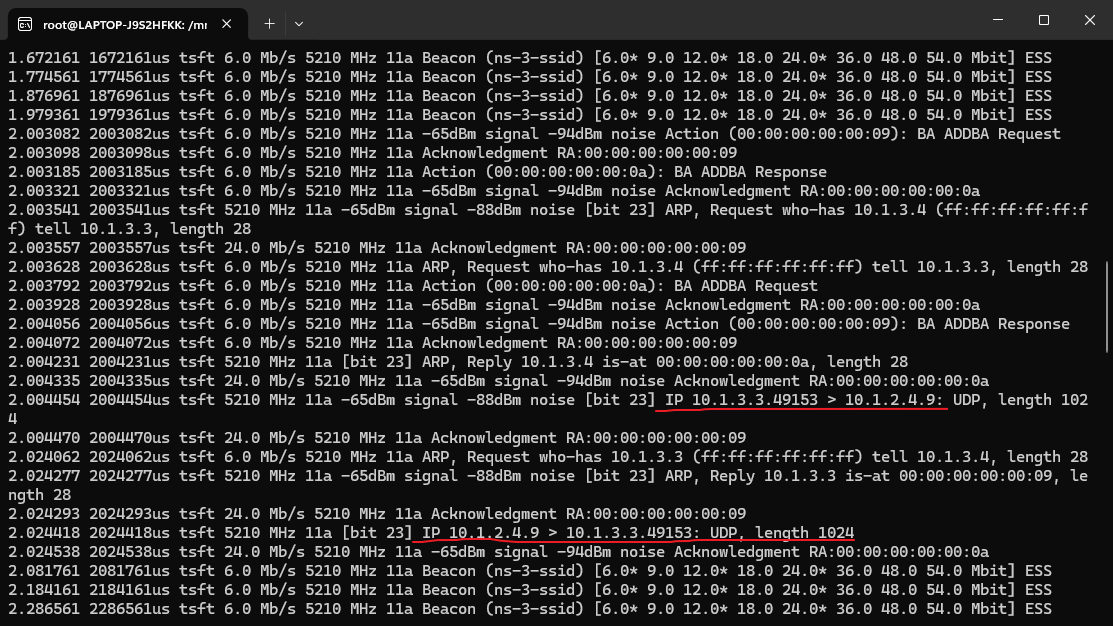 root@LAPTOP-J9S2HFKK: /mı
1.672161 1672161us tsft 6.0 Mb/s 5210 MHz 11a Beacon (ns-3-ssid) [6.0* 9.0 12.0* 18.0 24.0* 36.0 48.0 54.0 Mbit] ESS
1.774561 1774561us tsft 6.0 Mb/s 5210 MHz 11a Beacon (ns-3-ssid) [6.0* 9.0 12.0* 18.0 24.0* 36.0 48.0 54.0 Mbit] ESS
1.876961 1876961us tsft 6.0 Mb/s 5210 MHz 11a Beacon (ns-3-ssid) [6.0* 9.0 12.0* 18.0 24.0* 36.0 48.0 54.0 Mbit] ESS
1.979361 1979361us tsft 6.0 Mb/s 5210 MHz 11a Beacon (ns-3-ssid) [6.0* 9.0 12.0* 18.0 24.0* 36.0 48.0 54.0 Mbit] ESS
2.003082 2003082us tsft 6.0 Mb/s 5210 MHz 11a -65dBm signal -94dBm noise Action (00:00:00:00:00:09): BA ADDBA Request
2.003098 2003098us tsft 6.0 Mb/s 5210 MHz 11a Acknowledgment RA:00:00:00:00:00:09
2.003185 2003185us tsft 6.0 Mb/s 5210 MHz 11a Action (00:00:00:00:00:0a): BA ADDBA Response
2.003321 2003321us tsft 6.0 Mb/s 5210 MHz 11a -65dBm signal -94dBm noise Acknowledgment RA:00:00:00:00:00:0a
2.003541 2003541us tsft 5210 MHz 11a -65dBm signal -88dBm noise [bit 23] ARP, Request who-has 10.1.3.4 (ff:ff:ff:ff:ff:f
f) tell 10.1.3.3, length 28
2.003557 2003557us tsft 24.0 Mb/s 5210 MHz 11a Acknowledgment RA:00:00:00:00:00:09
2.003628 2003628us tsft 6.0 Mb/s 5210 MHz 11a ARP, Request who-has 10.1.3.4 (ff:ff:ff:ff:ff:ff) tell 10.1.3.3, length 28
2.003792 2003792us tsft 6.0 Mb/s 5210 MHz 11a Action (00:00:00:00:00:0a): BA ADDBA Request
2.003928 2003928us tsft 6.0 Mb/s 5210 MHz 11a -65dBm signal -94dBm noise Acknowledgment RA:00:00:00:00:00:0a
2.004056 2004056us tsft 6.0 Mb/s 5210 MHz 11a -65dBm signal -94dBm noise Action (00:00:00:00:00:09): BA ADDBA Response
2.004072 2004072us tsft 6.0 Mb/s 5210 MHz 11a Acknowledgment RA:00:00:00:00:00:09
2.004231 2004231us tsft 5210 MHz 11a [bit 23] ARP, Reply 10.1.3.4 is-at 00:00:00:00:00:0a, length 28
2.004335 2004335us tsft 24.0 Mb/s 5210 MHz 11a -65dBm signal -94dBm noise Acknowledgment RA:00:00:00:00:00:0a
2.004454 2004454us tsft 5210 MHz 11a -65dBm signal -88dBm noise [bit 23] IP 10.1.3.3.49153 > 10.1.2.4.9: UDP, length 102
4
2.004470 2004470us tsft 24.0 Mb/s 5210 MHz 11a Acknowledgment RA:00:00:00:00:00:09
2.024062 2024062us tsft 6.0 Mb/s 5210 MHz 11a ARP, Request who-has 10.1.3.3 (ff:ff:ff:ff:ff:ff) tell 10.1.3.4, length 28
2.024277 2024277us tsft 5210 MHz 11a -65dBm signal -88dBm noise [bit 23] ARP, Reply 10.1.3.3 is-at 00:00:00:00:00:09, le
ngth 28
2.024293 2024293us tsft 24.0 Mb/s 5210 MHz 11a Acknowledgment RA:00:00:00:00:00:09
2.024418 2024418us tsft 5210 MHz 11a [bit 23] IP 10.1.2.4.9 > 10.1.3.3.49153: UDP, length 1024
2.024538 2024538us tsft 24.0 Mb/s 5210 MHz 11a -65dBm signal -94dBm noise Acknowledgment RA:00:00:00:00:00:0a
2.081761 2081761us tsft 6.0 Mb/s 5210 MHz 11a Beacon (ns-3-ssid) [6.0* 9.0 12.0* 18.0 24.0* 36.0 48.0 54.0 Mbit] ESS
2.184161 2184161us tsft 6.0 Mb/s 5210 MHz 11a Beacon (ns-3-ssid) [6.0* 9.0 12.0* 18.0 24.0* 36.0 48.0 54.0 Mbit] ESS
2.286561 2286561us tsft 6.0 Mb/s 5210 MHz 11a Beacon (ns-3-ssid) [6.0* 9.0 12.0* 18.0 24.0* 36.0 48.0 54.0 Mbit] ESS